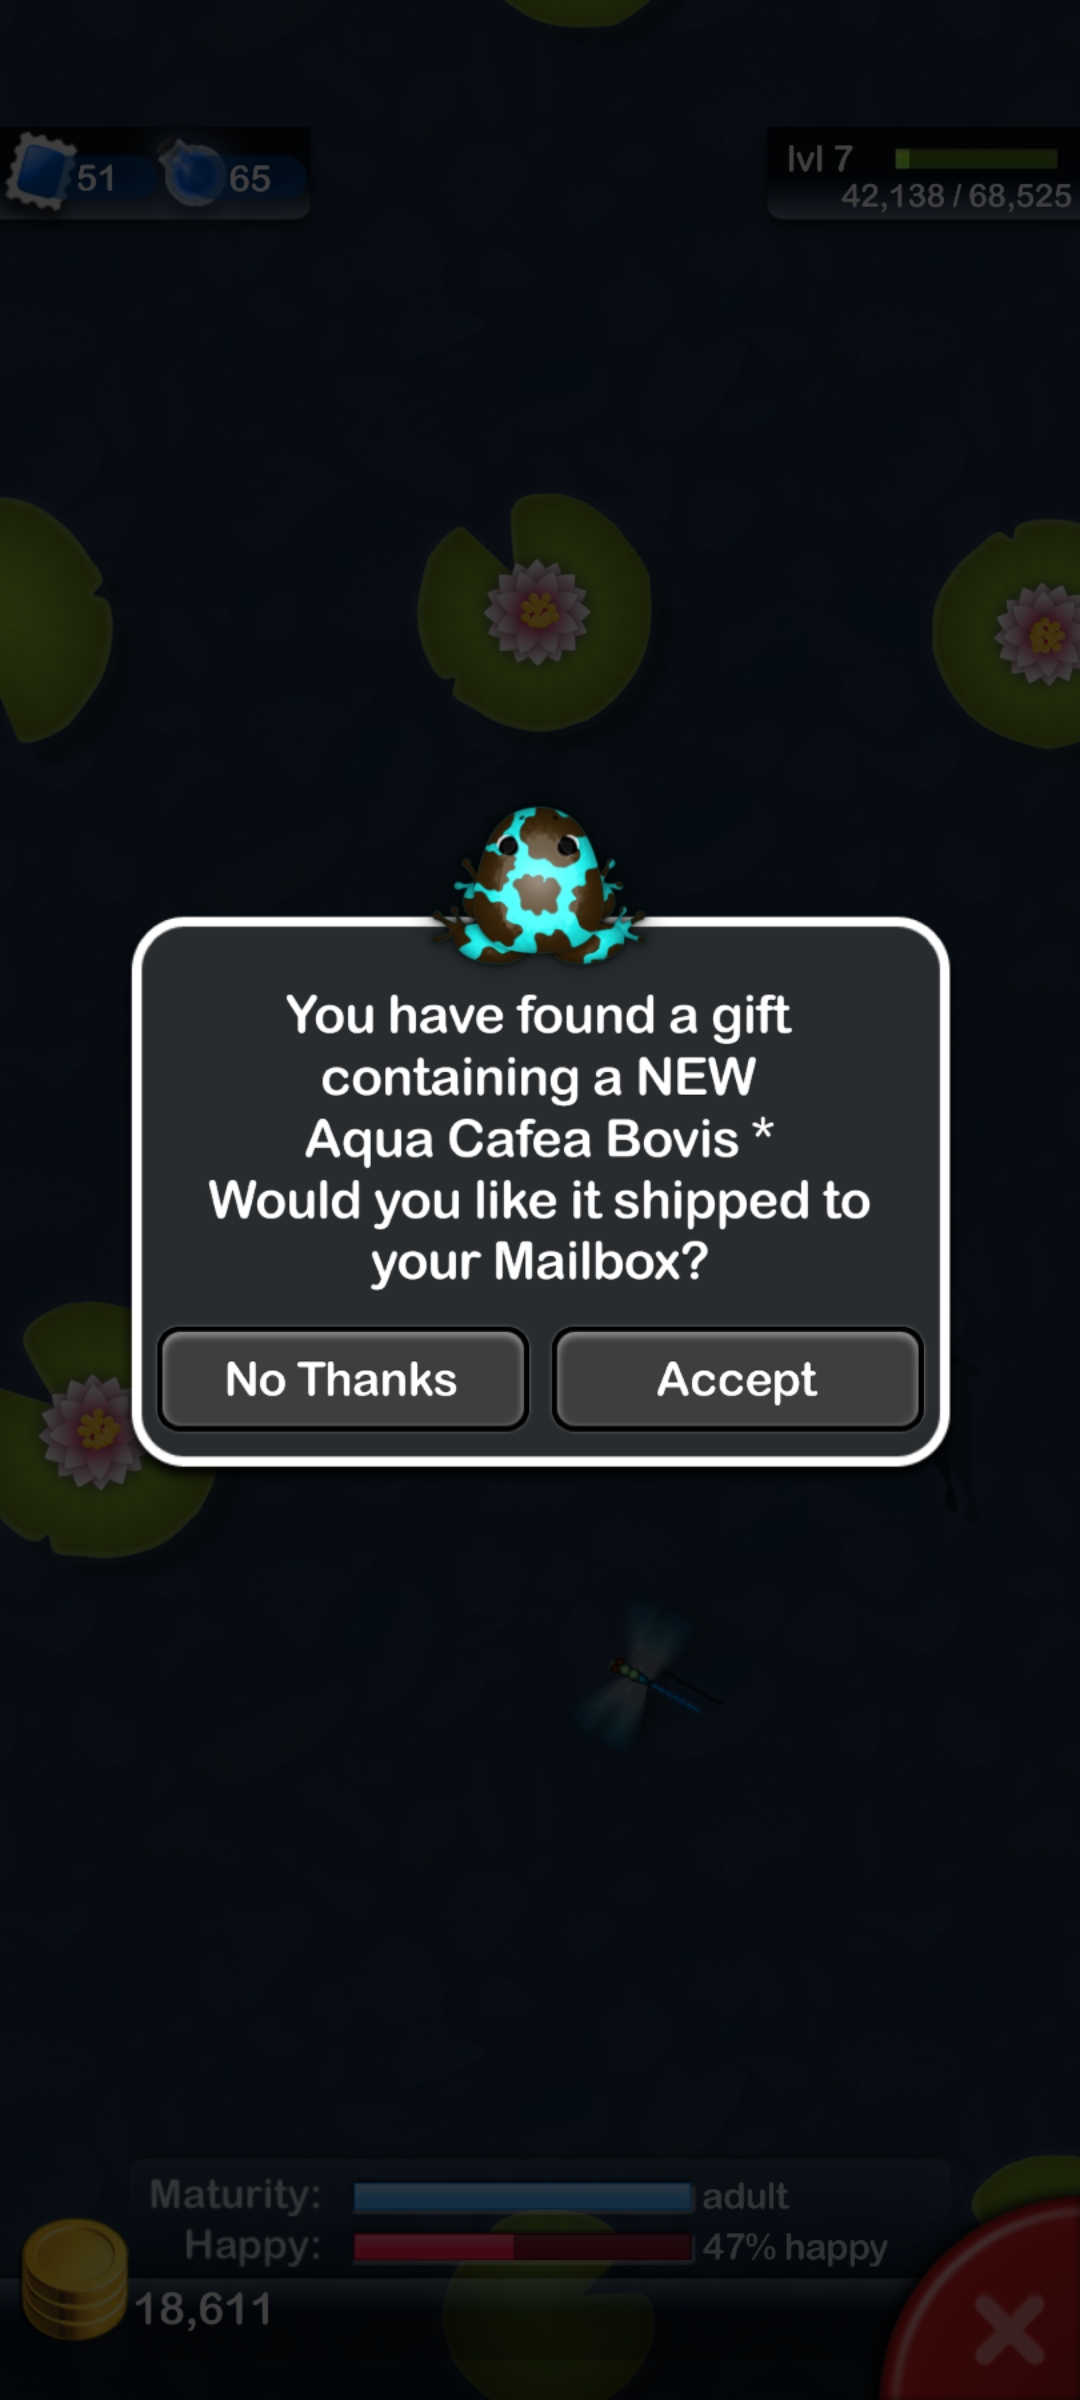 51
65
lvl 7
42,138 / 68,525
You have found a gift
containing a NEW
Aqua Cafea Bovis *
Would you like it shipped to
your Mailbox?
No Thanks
Accept
Maturity: adult
Happy: 47% happy
18,611